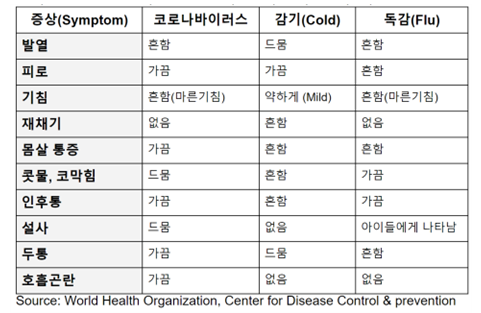 증상(Symptom) 코로나바이러스 감기(Cold) 독감(Flu)
발열 흔함 드뭄 흔함
피로 가끔 가끔 흔함
기침 흔함(마른기침) 약하게 (Mild) 흔함(마른기침)
재채기 없음 흔함 없음
몸살 통증 가끔 흔함 흔함
콧물, 코막힘 드뭄 흔함 가끔
인후통 가끔 흔함 가끔
설사 드뭄 없음 아이들에게 나타남
두통 가끔 드뭄 흔함
호흡곤란 가끔 없음 없음
Source: World Health Organization, Center for Disease Control & prevention